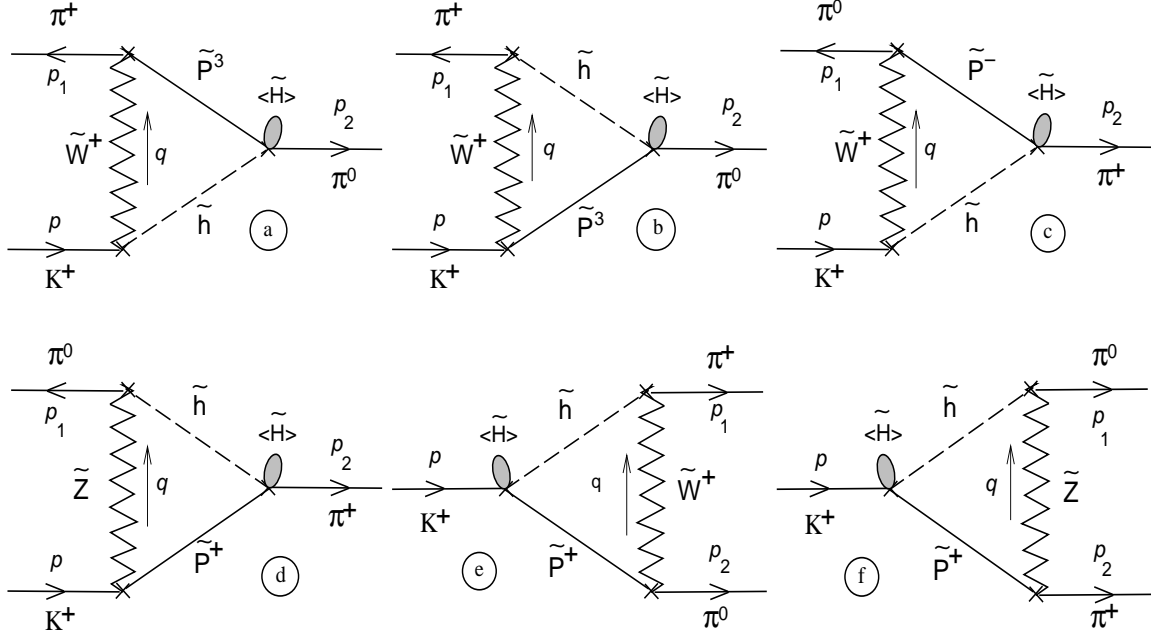 π⁺ π⁺ π⁰
p₁ P̃³ p₁ h̃ p₁ P̃⁻
<H̃> <H̃> <H̃>
p₂ p₂ p₂
W̃⁺ q W̃⁺ q W̃⁺ q
π⁰ π⁰ π⁺
p h̃ a p P̃³ b p h̃ c
K⁺ K⁺ K⁺
π⁰ π⁺ π⁰
p₁ h̃ h̃ p₁ h̃ p₁
<H̃> <H̃> <H̃>
p₂ p p
Z̃ q q W̃⁺ q Z̃
π⁺ K⁺ K⁺
p P̃⁺ d e P̃⁺ p₂ f P̃⁺ p₂
K⁺ π⁰ π⁺